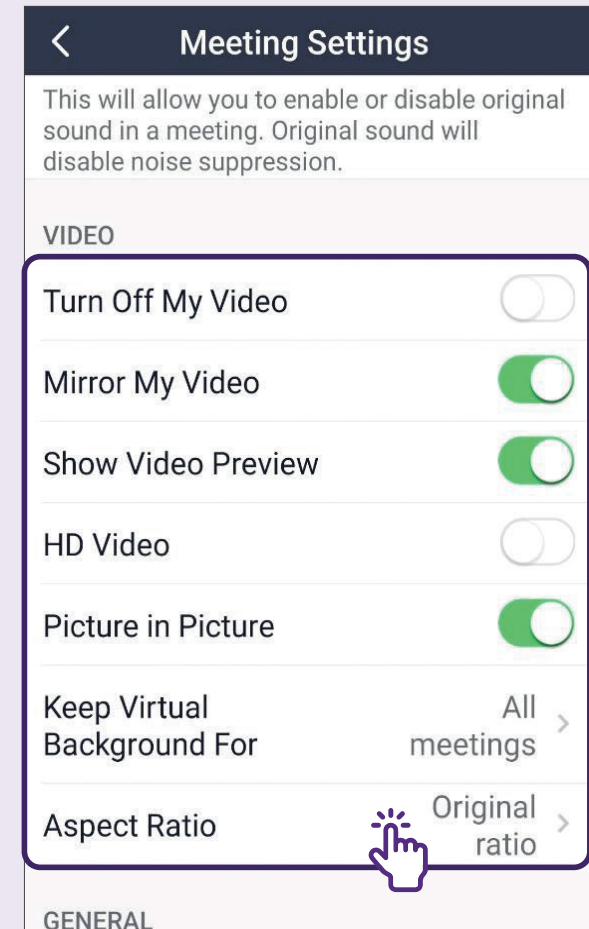 Meeting Settings
This will allow you to enable or disable original
sound in a meeting. Original sound will
disable noise suppression.
VIDEO
Turn Off My Video
Mirror My Video
Show Video Preview
HD Video
Picture in Picture
Keep Virtual
Background For
All
meetings
Aspect Ratio
Original
ratio
GENERAL